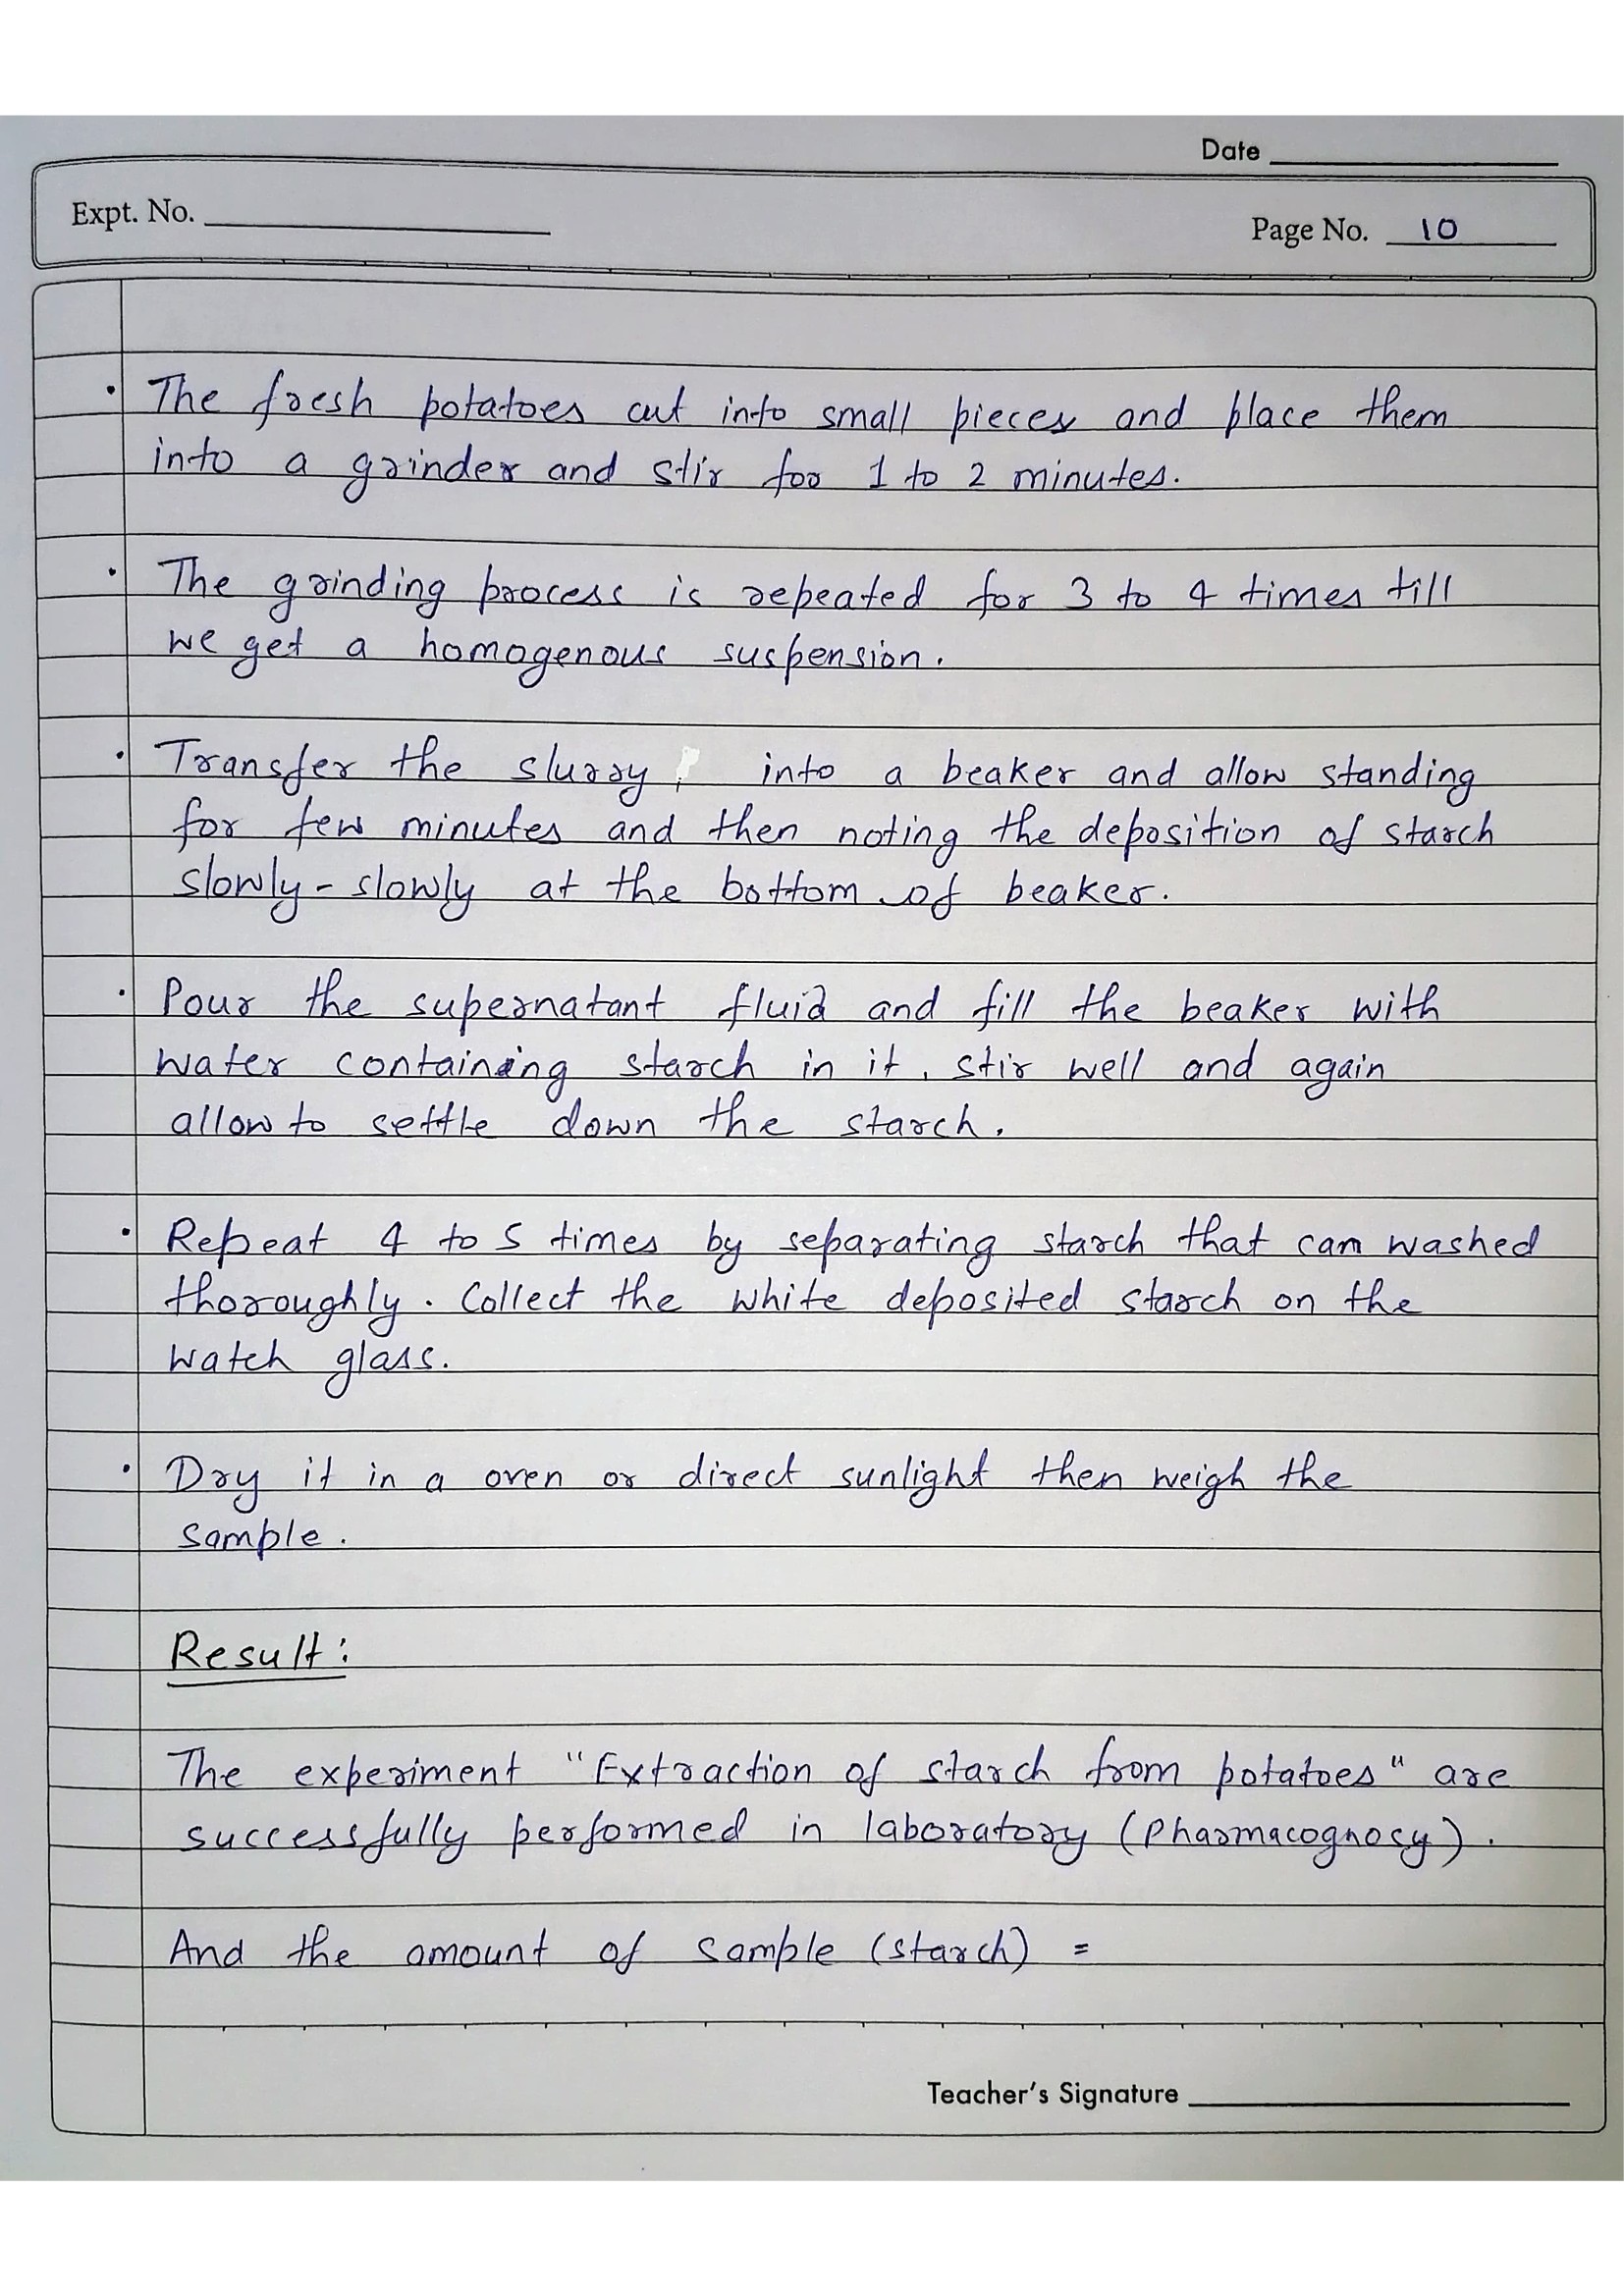 Date
Expt. No.
Page No. 10
• The fresh potatoes cut into small pieces and place them
into a grinder and stir for 1 to 2 minutes.
• The grinding process is repeated for 3 to 4 times till
we get a homogenous suspension.
• Transfer the slurry into a beaker and allow standing
for few minutes and then noting the deposition of starch
slowly-slowly at the bottom of beaker.
• Pour the supernatant fluid and fill the beaker with
water containing starch in it, stir well and again
allow to settle down the starch.
• Repeat 4 to 5 times by separating starch that can washed
thoroughly. Collect the white deposited starch on the
watch glass.
• Dry it in a oven or direct sunlight then weigh the
sample.
Result:
The experiment "Extraction of starch from potatoes" are
successfully performed in laboratory (Pharmacognosy).
And the amount of sample (starch) =
Teacher's Signature